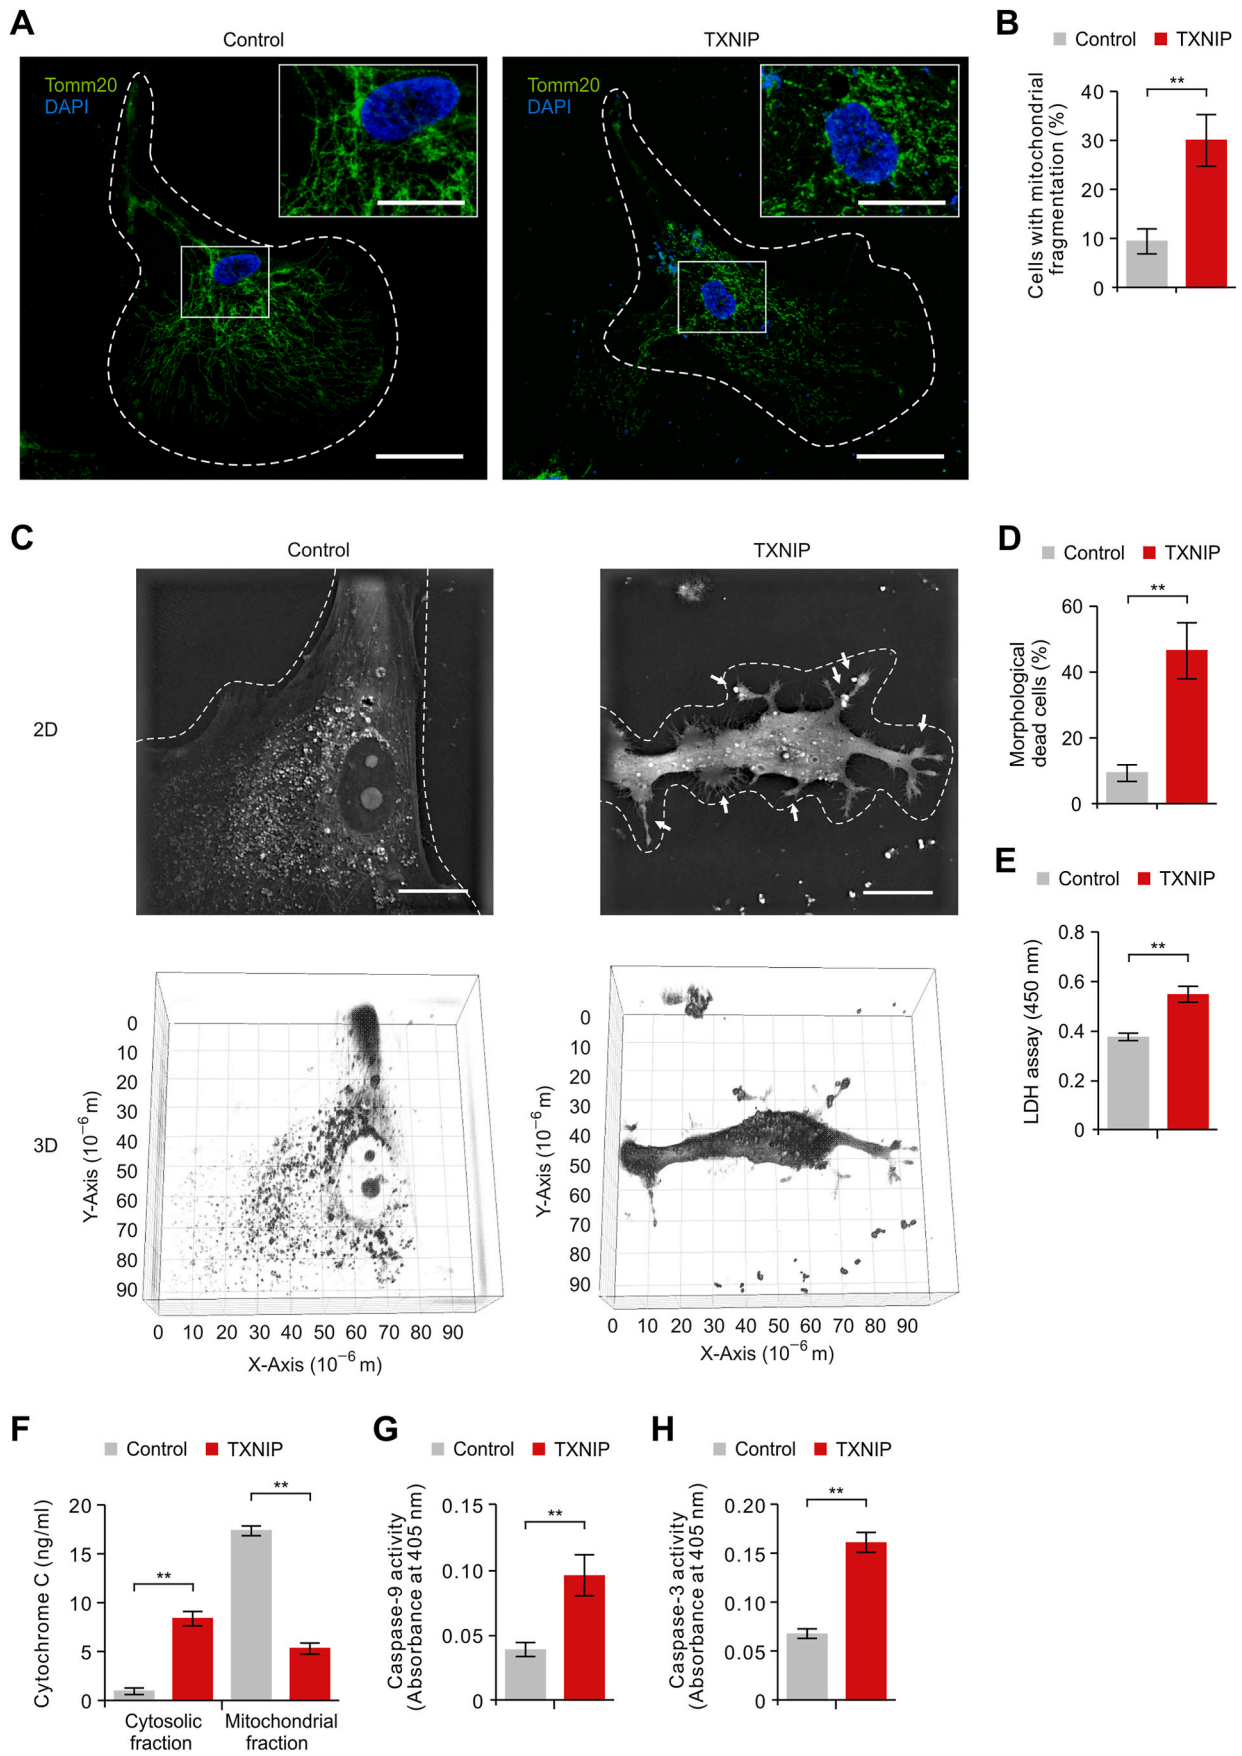 A
Control
TXNIP
Tomm20
DAPI
Tomm20
DAPI
B
Control TXNIP
**
Cells with mitochondrial
fragmentation (%)
40
30
20
10
0
C
Control
TXNIP
2D
3D
0
10
20
30
40
50
60
70
80
90
Y-Axis (10⁻⁶ m)
0 10 20 30 40 50 60 70 80 90
X-Axis (10⁻⁶ m)
0
10
20
30
40
50
60
70
80
90
Y-Axis (10⁻⁶ m)
0 10 20 30 40 50 60 70 80 90
X-Axis (10⁻⁶ m)
D
Control TXNIP
**
Morphological
dead cells (%)
60
40
20
0
E
Control TXNIP
**
LDH assay (450 nm)
0.8
0.6
0.4
0.2
0
F
Control TXNIP
**
**
Cytochrome C (ng/ml)
20
15
10
5
0
Cytosolic
fraction
Mitochondrial
fraction
G
Control TXNIP
**
Caspase-9 activity
(Absorbance at 405 nm)
0.15
0.10
0.05
0
H
Control TXNIP
**
Caspase-3 activity
(Absorbance at 405 nm)
0.20
0.15
0.10
0.05
0